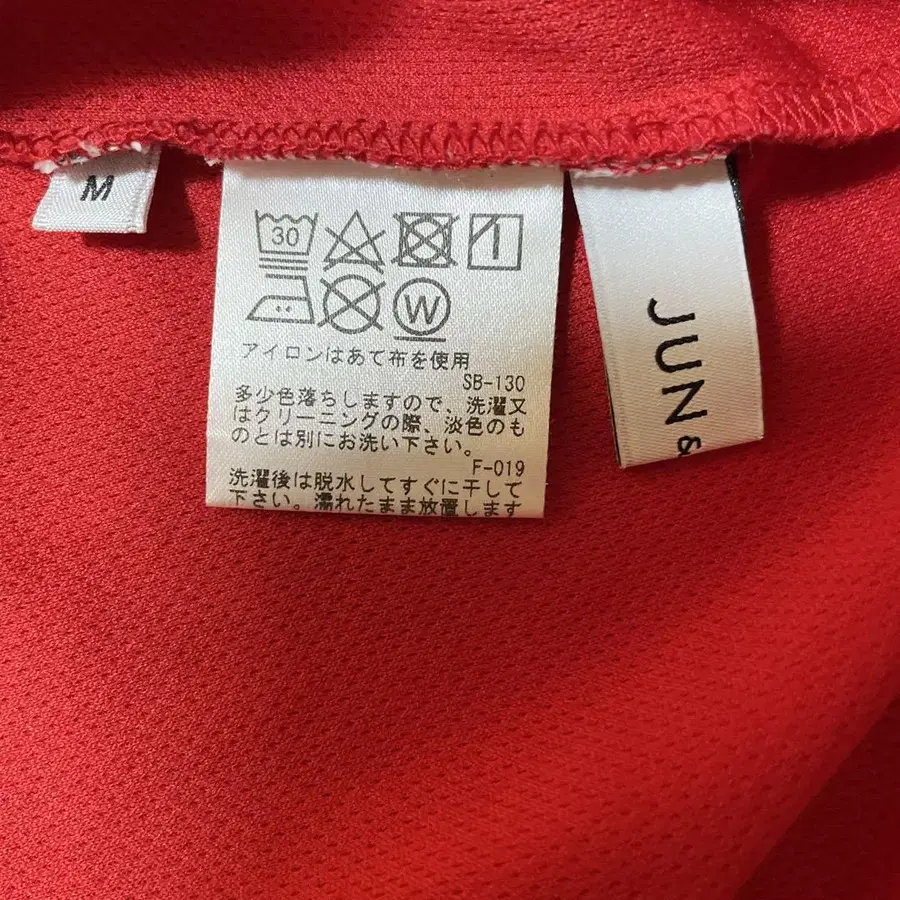 M
30
W
アイロンはあて布を使用
SB-130
多少色落ちしますので、洗濯又
はクリーニングの際、淡色のも
のとは別にお洗い下さい。
F-019
洗濯後は脱水してすぐに干して
下さい。濡れたまま放置します
JUN &